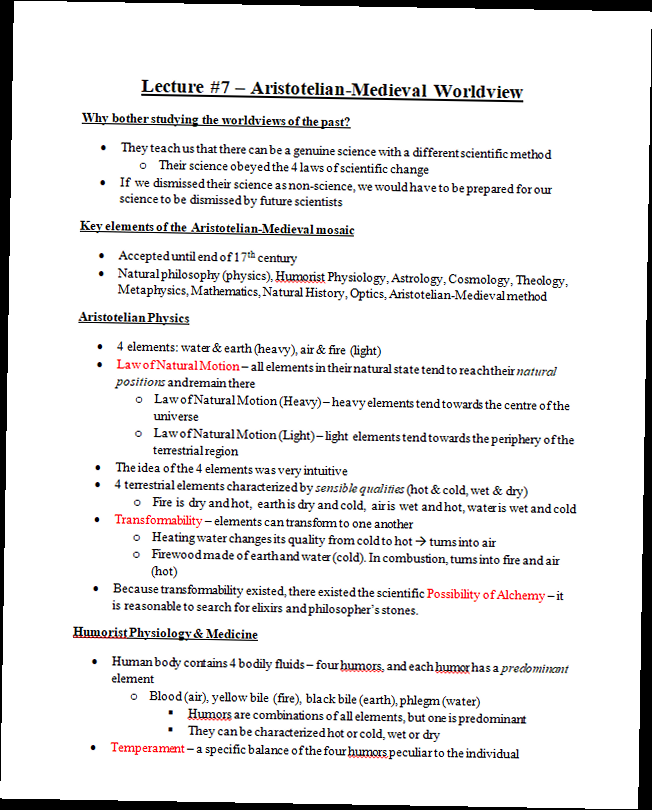 Lecture #7 – Aristotelian-Medieval Worldview
Why bother studying the worldviews of the past?
• They teach us that there can be a genuine science with a different scientific method
o Their science obeyed the 4 laws of scientific change
• If we dismissed their science as non-science, we would have to be prepared for our
science to be dismissed by future scientists
Key elements of the Aristotelian-Medieval mosaic
• Accepted until end of 17th century
• Natural philosophy (physics), Humorist Physiology, Astrology, Cosmology, Theology,
Metaphysics, Mathematics, Natural History, Optics, Aristotelian-Medieval method
Aristotelian Physics
• 4 elements: water & earth (heavy), air & fire (light)
• Law of Natural Motion – all elements in their natural state tend to reach their natural
positions and remain there
o Law of Natural Motion (Heavy) – heavy elements tend towards the centre of the
universe
o Law of Natural Motion (Light) – light elements tend towards the periphery of the
terrestrial region
• The idea of the 4 elements was very intuitive
• 4 terrestrial elements characterized by sensible qualities (hot & cold, wet & dry)
o Fire is dry and hot, earth is dry and cold, air is wet and hot, water is wet and cold
• Transformability – elements can transform to one another
o Heating water changes its quality from cold to hot → turns into air
o Firewood made of earth and water (cold). In combustion, turns into fire and air
(hot)
• Because transformability existed, there existed the scientific Possibility of Alchemy – it
is reasonable to search for elixirs and philosopher's stones.
Humorist Physiology & Medicine
• Human body contains 4 bodily fluids – four humors, and each humor has a predominant
element
o Blood (air), yellow bile (fire), black bile (earth), phlegm (water)
▪ Humors are combinations of all elements, but one is predominant
▪ They can be characterized hot or cold, wet or dry
• Temperament – a specific balance of the four humors peculiar to the individual